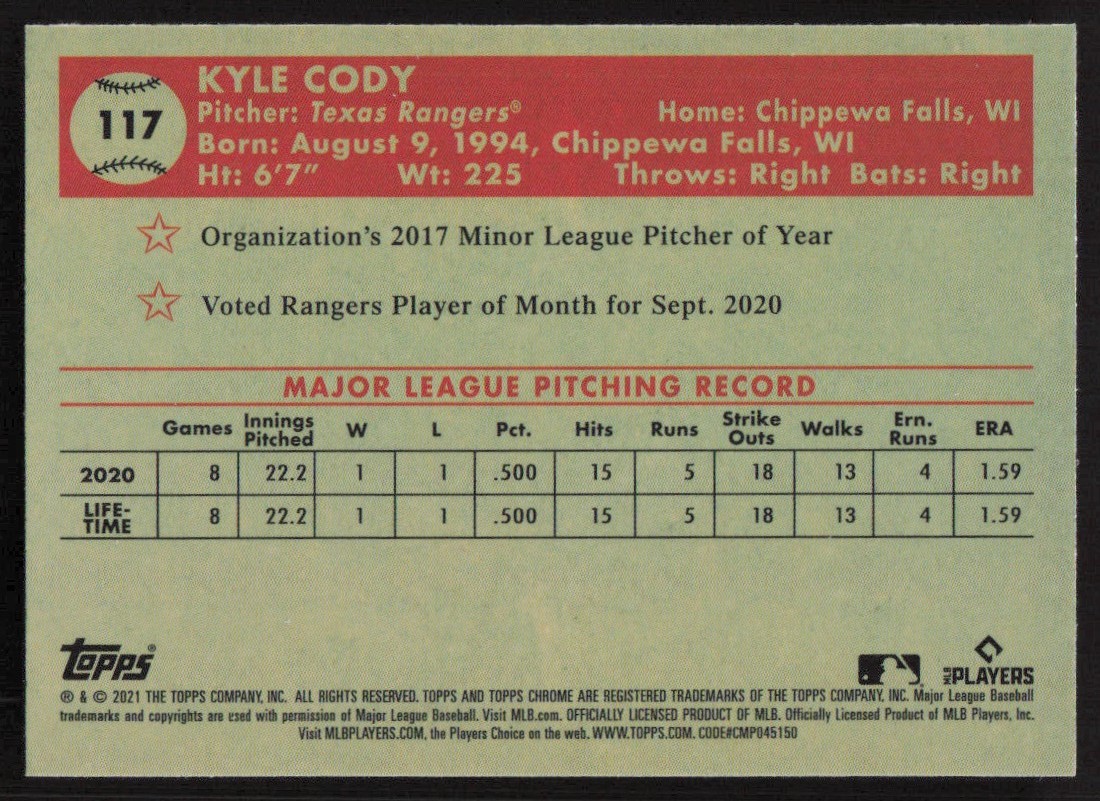 117
KYLE CODY
Pitcher: Texas Rangers® Home: Chippewa Falls, WI
Born: August 9, 1994, Chippewa Falls, WI
Ht: 6'7" Wt: 225 Throws: Right Bats: Right
Organization's 2017 Minor League Pitcher of Year
Voted Rangers Player of Month for Sept. 2020
MAJOR LEAGUE PITCHING RECORD
Games Innings Pitched W L Pct. Hits Runs Strike Outs Walks Ern. Runs ERA
2020 8 22.2 1 1 .500 15 5 18 13 4 1.59
LIFE-TIME 8 22.2 1 1 .500 15 5 18 13 4 1.59
Topps®
MLB PLAYERS
® & © 2021 THE TOPPS COMPANY, INC. ALL RIGHTS RESERVED. TOPPS AND TOPPS CHROME ARE REGISTERED TRADEMARKS OF THE TOPPS COMPANY, INC. Major League Baseball
trademarks and copyrights are used with permission of Major League Baseball. Visit MLB.com. OFFICIALLY LICENSED PRODUCT OF MLB. Officially Licensed Product of MLB Players, Inc.
Visit MLBPLAYERS.COM, the Players Choice on the web. WWW.TOPPS.COM. CODE#CMP045150